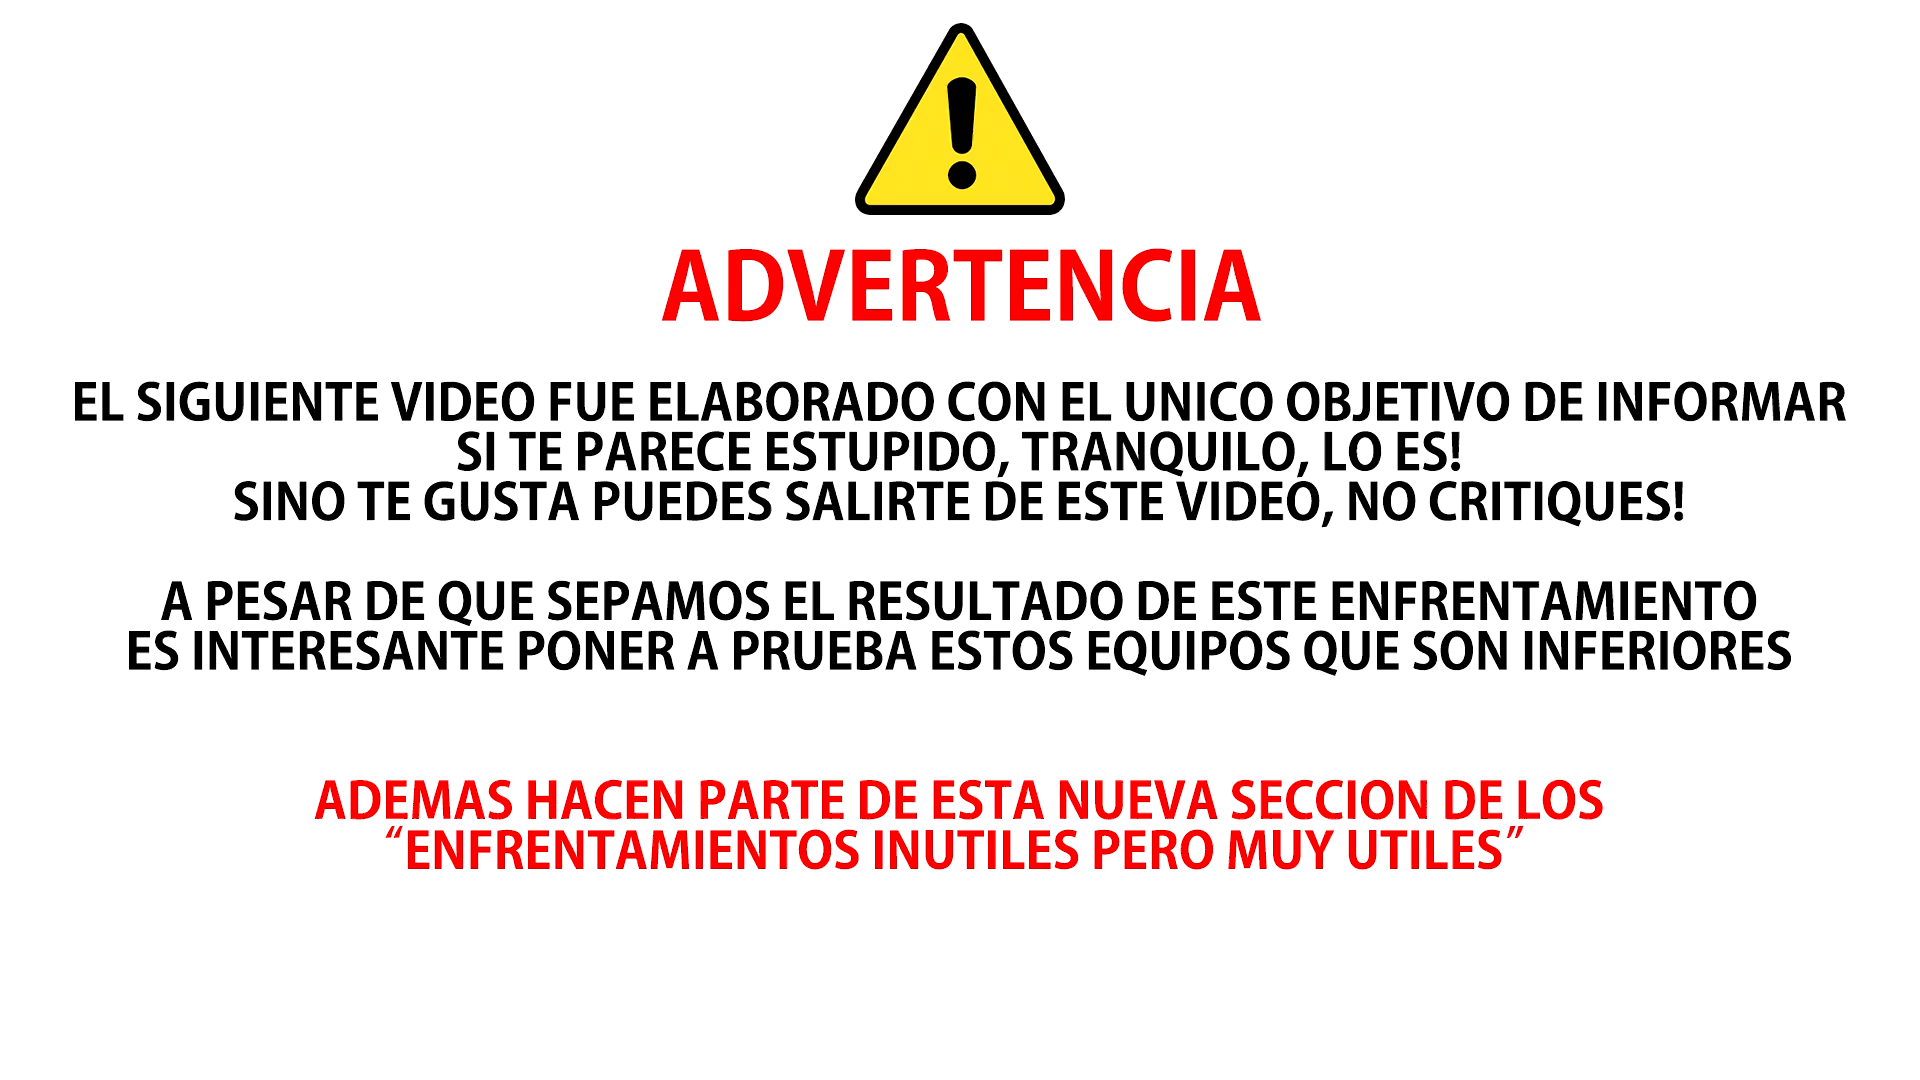 ADVERTENCIA
EL SIGUIENTE VIDEO FUE ELABORADO CON EL UNICO OBJETIVO DE INFORMAR
SI TE PARECE ESTUPIDO, TRANQUILO, LO ES!
SINO TE GUSTA PUEDES SALIRTE DE ESTE VIDEO, NO CRITIQUES!
A PESAR DE QUE SEPAMOS EL RESULTADO DE ESTE ENFRENTAMIENTO
ES INTERESANTE PONER A PRUEBA ESTOS EQUIPOS QUE SON INFERIORES
ADEMAS HACEN PARTE DE ESTA NUEVA SECCION DE LOS
“ENFRENTAMIENTOS INUTILES PERO MUY UTILES”